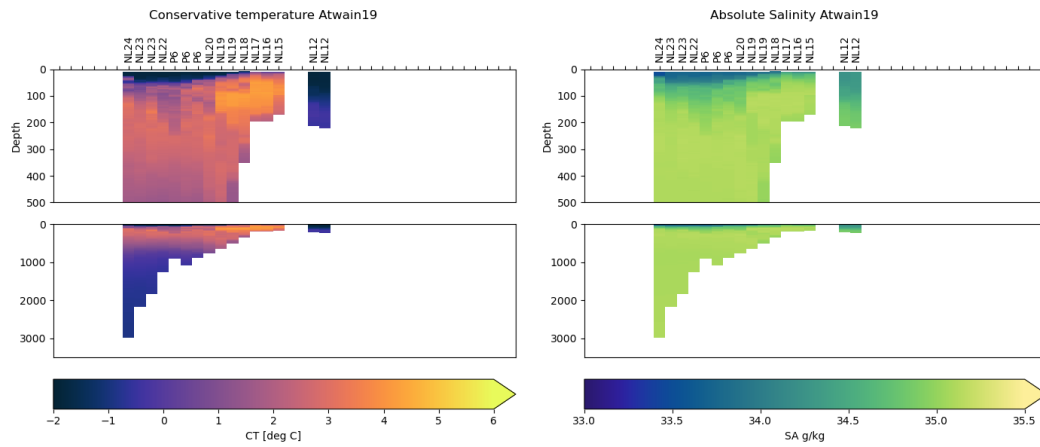 Conservative temperature Atwain19
NL24 NL23 NL23 NL22 P6 P6 P6 NL20 NL19 NL19 NL18 NL17 NL16 NL15 NL12 NL12
0
100
200
300
400
500
Depth
0
1000
2000
3000
−2 −1 0 1 2 3 4 5 6
CT [deg C]
Absolute Salinity Atwain19
NL24 NL23 NL23 NL22 P6 P6 P6 NL20 NL19 NL19 NL18 NL17 NL16 NL15 NL12 NL12
0
100
200
300
400
500
Depth
0
1000
2000
3000
33.0 33.5 34.0 34.5 35.0 35.5
SA g/kg